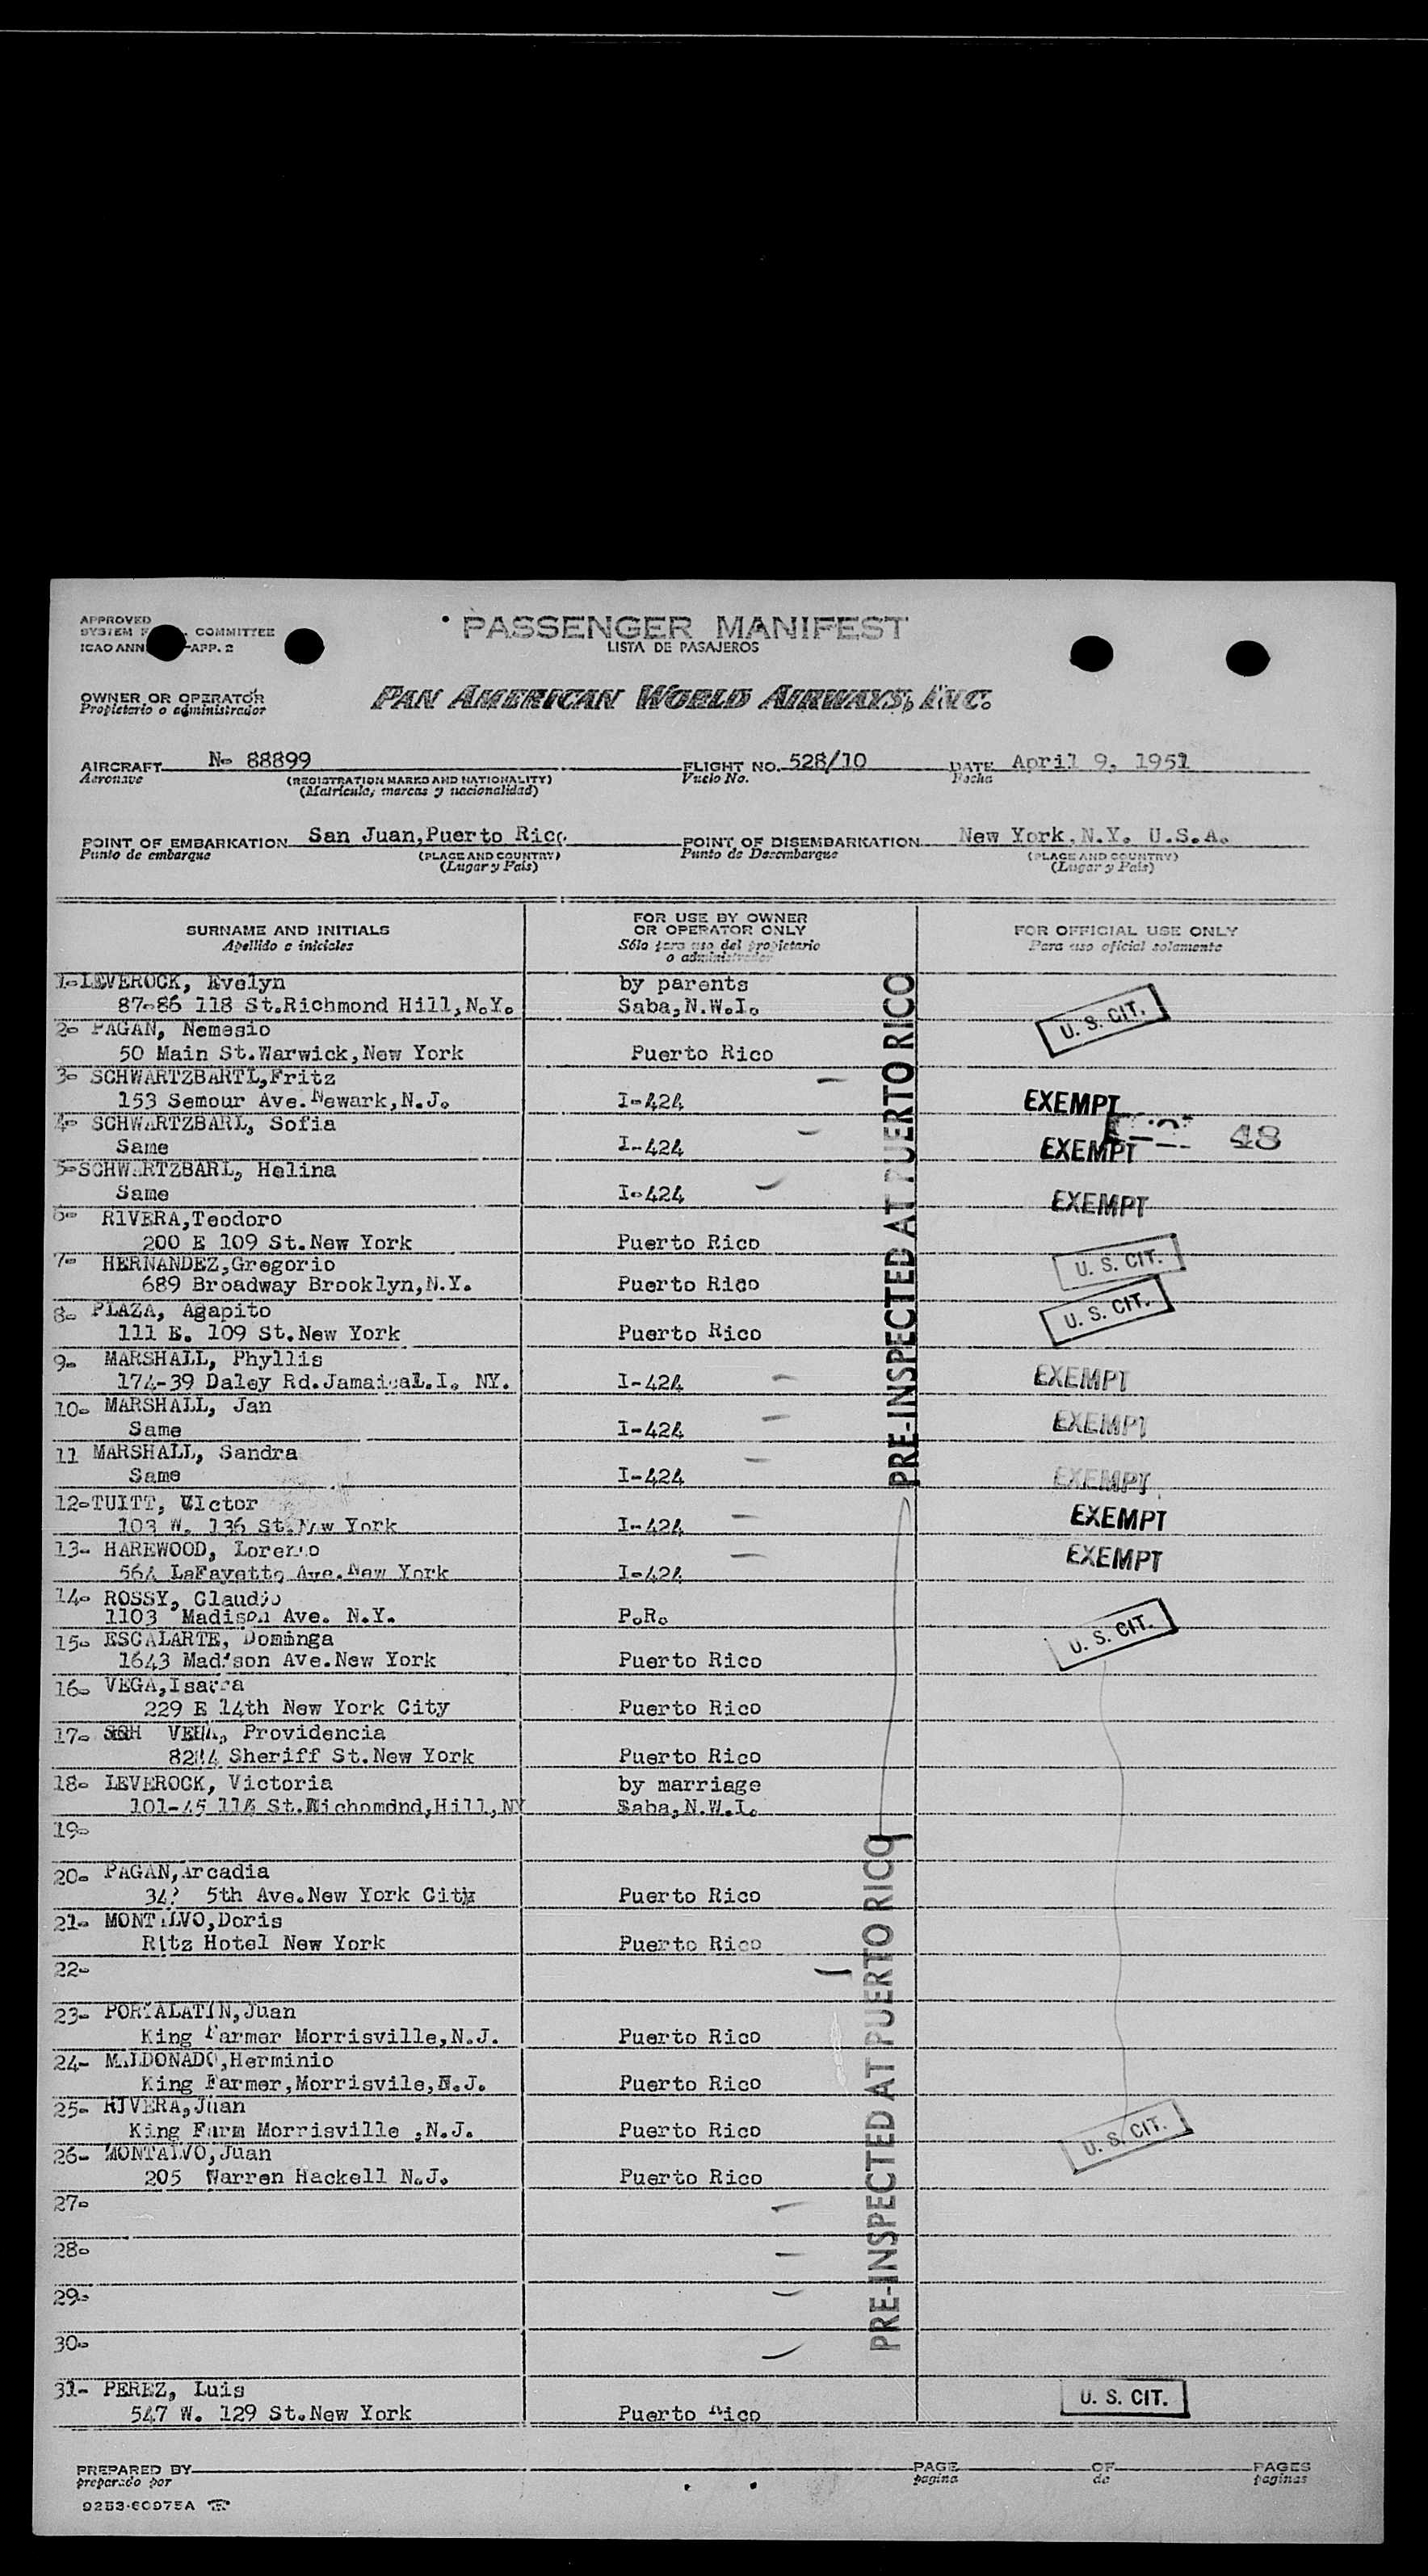 APPROVED
SYSTEM COMMITTEE
ICAO ANN APP. 2
PASSENGER MANIFEST
LISTA DE PASAJEROS
OWNER OR OPERATOR
Propietario o administrador
PAN AMERICAN WORLD AIRWAYS, INC.
AIRCRAFT N- 88899 FLIGHT NO. 528/10 DATE April 9, 1951
Aeronave (REGISTRATION MARKS AND NATIONALITY) Vuelo No. Fecha
(Matricula, marcas y nacionalidad)
POINT OF EMBARKATION San Juan,Puerto Rico POINT OF DISEMBARKATION New York,N.Y. U.S.A.
Punto de embarque (PLACE AND COUNTRY) Punto de Desembarque (PLACE AND COUNTRY)
(Lugar y Pais) (Lugar y Pais)
SURNAME AND INITIALS FOR USE BY OWNER OR OPERATOR ONLY FOR OFFICIAL USE ONLY
Apellido e iniciales Sólo para uso del propietario o administrador Para uso oficial solamente
1-LEVEROCK, Evelyn by parents
87-86 118 St.Richmond Hill,N.Y. Saba,N.W.I. U. S. CIT.
2- PAGAN, Nemesio
50 Main St.Warwick,New York Puerto Rico
3- SCHWARTZBARTL,Fritz
153 Semour Ave.Newark,N.J. I-424 EXEMPT
4- SCHWARTZBARL, Sofia
Same I-424 EXEMPT 48
5-SCHWARTZBARL, Helina
Same I-424 EXEMPT
6- RIVERA,Teodoro
200 E 109 St.New York Puerto Rico
7- HERNANDEZ,Gregorio U. S. CIT.
689 Broadway Brooklyn,N.Y. Puerto Rico
8- PLAZA, Agapito U. S. CIT.
111 E. 109 St.New York Puerto Rico
9- MARSHALL, Phyllis
174-39 Daley Rd.JamaicaL.I. NY. I-424 EXEMPT
10- MARSHALL, Jan
Same I-424 EXEMPT
11 MARSHALL, Sandra
Same I-424 EXEMPT
12-TUITT, Victor
103 W. 136 St.New York I-424 EXEMPT
13- HAREWOOD, Lorenzo
564 LaFayette Ave.New York I-424 EXEMPT
14- ROSSY, Claudio
1103 Madison Ave. N.Y. P.R.
15- ESCALARTE, Dominga U. S. CIT.
1643 Madison Ave.New York Puerto Rico
16- VEGA,Isaura
229 E 14th New York City Puerto Rico
17- VEGA, Providencia
Sheriff St.New York Puerto Rico
18- LEVEROCK, Victoria by marriage
101-45 114 St.Richomdnd,Hill,NY Saba,N.W.I.
19-
20- PAGAN,Arcadia
5th Ave.New York City Puerto Rico
21- MONTALVO,Doris
Ritz Hotel New York Puerto Rico
22-
23- PORTALATIN,Juan
King Farmer Morrisville,N.J. Puerto Rico
24- MALDONADO,Herminio
King Farmer,Morrisvile,N.J. Puerto Rico
25- RIVERA,Juan
King Farm Morrisville ,N.J. Puerto Rico U. S. CIT.
26- MONTALVO,Juan
205 Warren Hackell N.J. Puerto Rico
27-
28-
29-
30-
31- PEREZ, Luis U. S. CIT.
547 W. 129 St.New York Puerto Rico
PRE-INSPECTED AT PUERTO RICO
PRE-INSPECTED AT PUERTO RICO
PREPARED BY PAGE OF PAGES
preparado por pagina de paginas
9253-60975A